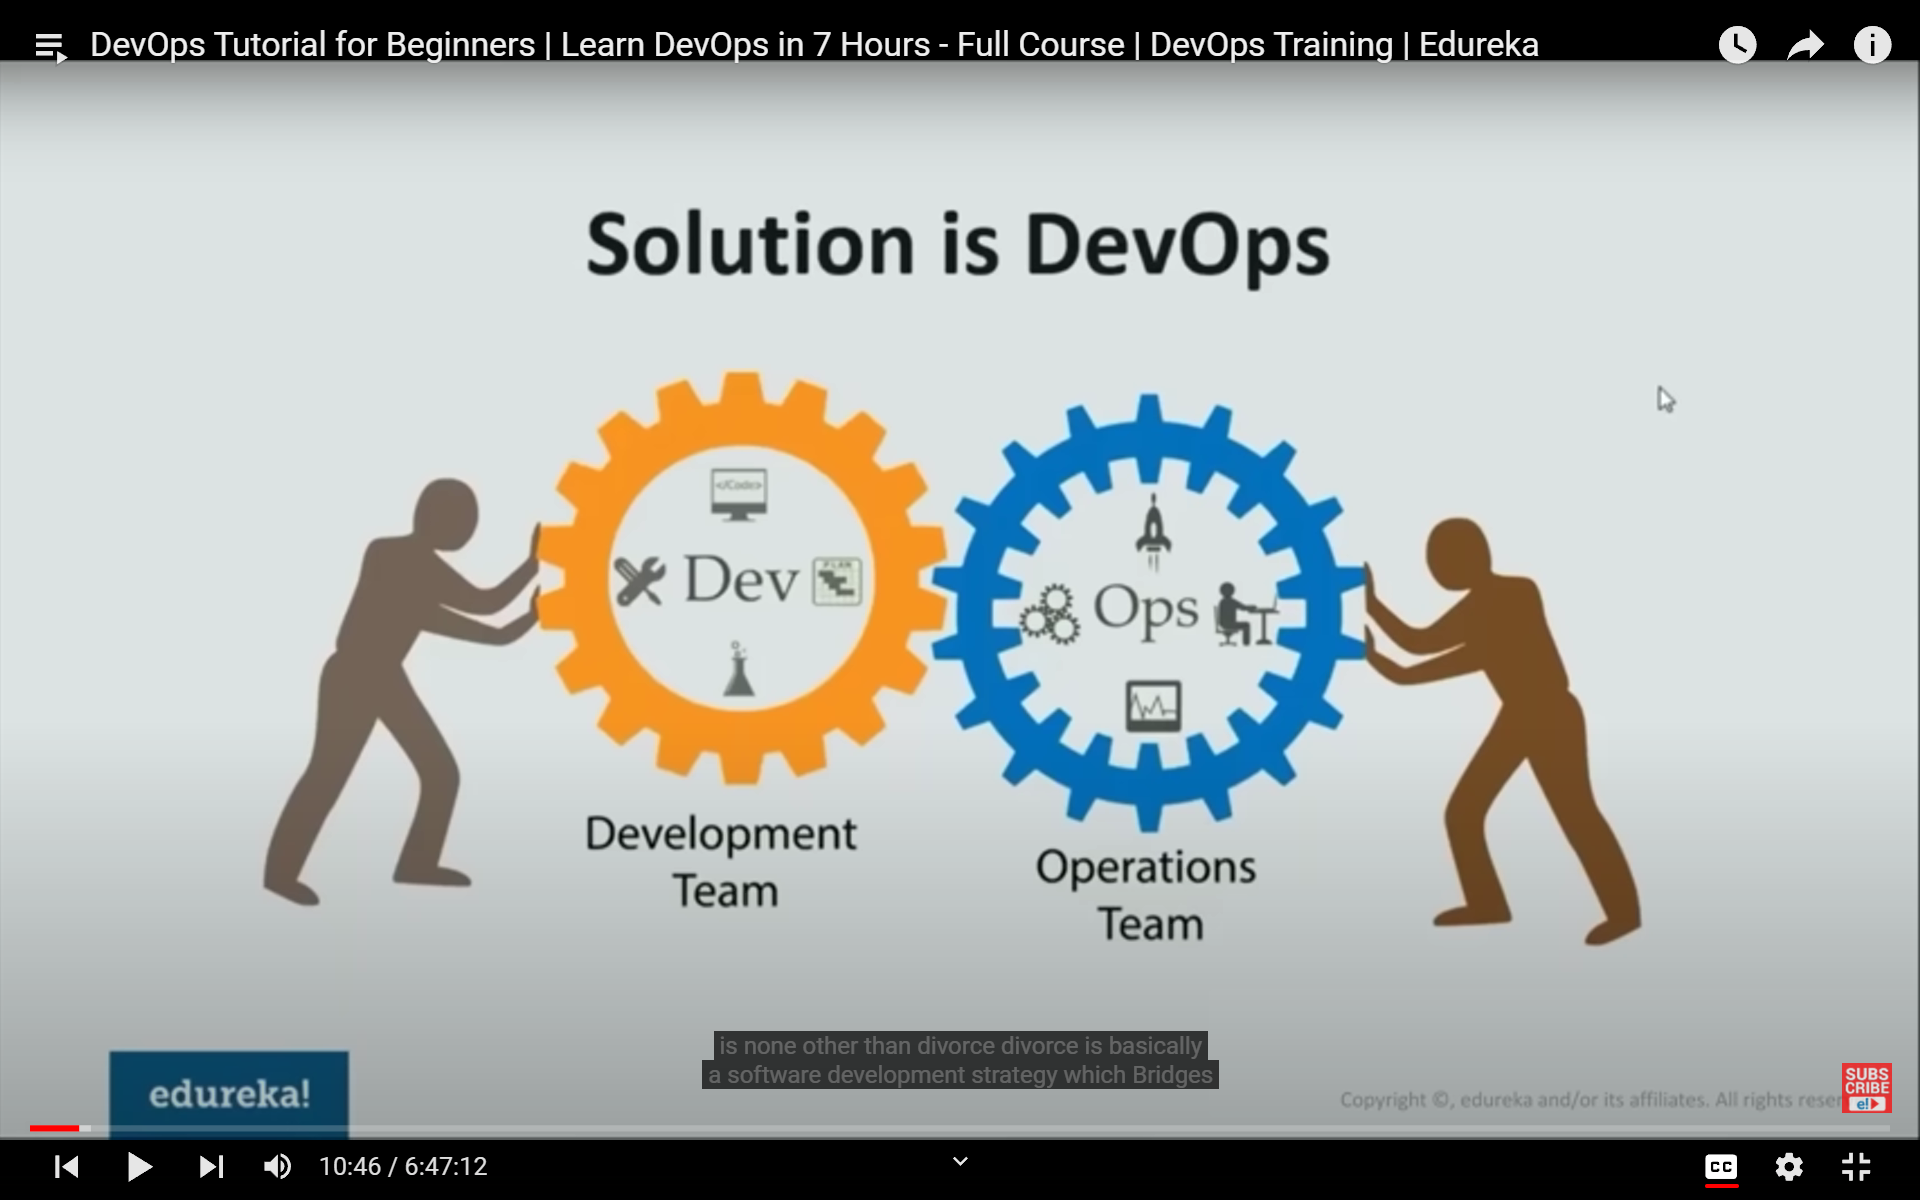 DevOps Tutorial for Beginners | Learn DevOps in 7 Hours - Full Course | DevOps Training | Edureka
Solution is DevOps
</Code>
Dev
PLAN
Ops
Development
Team
Operations
Team
is none other than divorce divorce is basically
a software development strategy which Bridges
edureka!
Copyright ©, edureka and/or its affiliates. All rights reser
SUBS
CRIBE
e!
10:46 / 6:47:12
CC